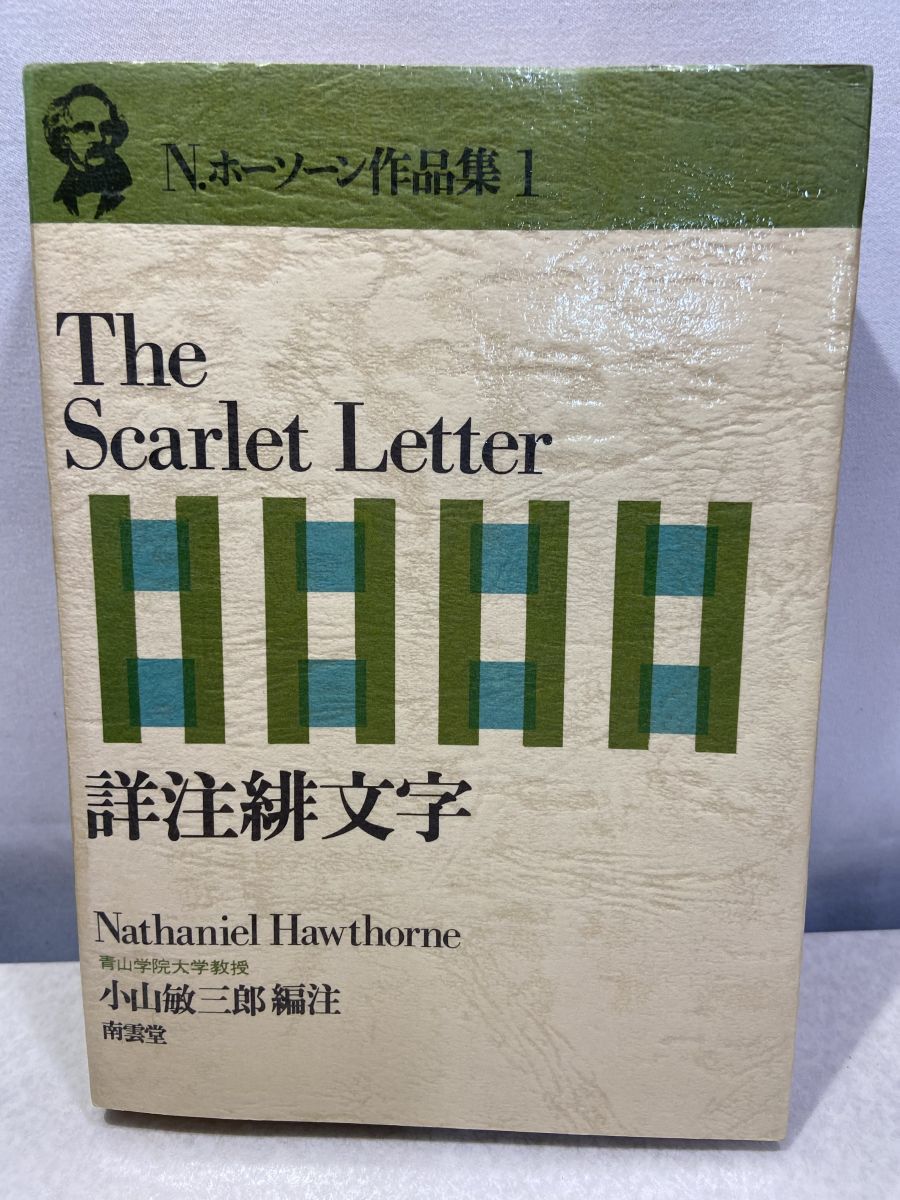 N.ホーソーン作品集1
The
Scarlet Letter
詳注緋文字
Nathaniel Hawthorne
青山学院大学教授
小山敏三郎編注
南雲堂